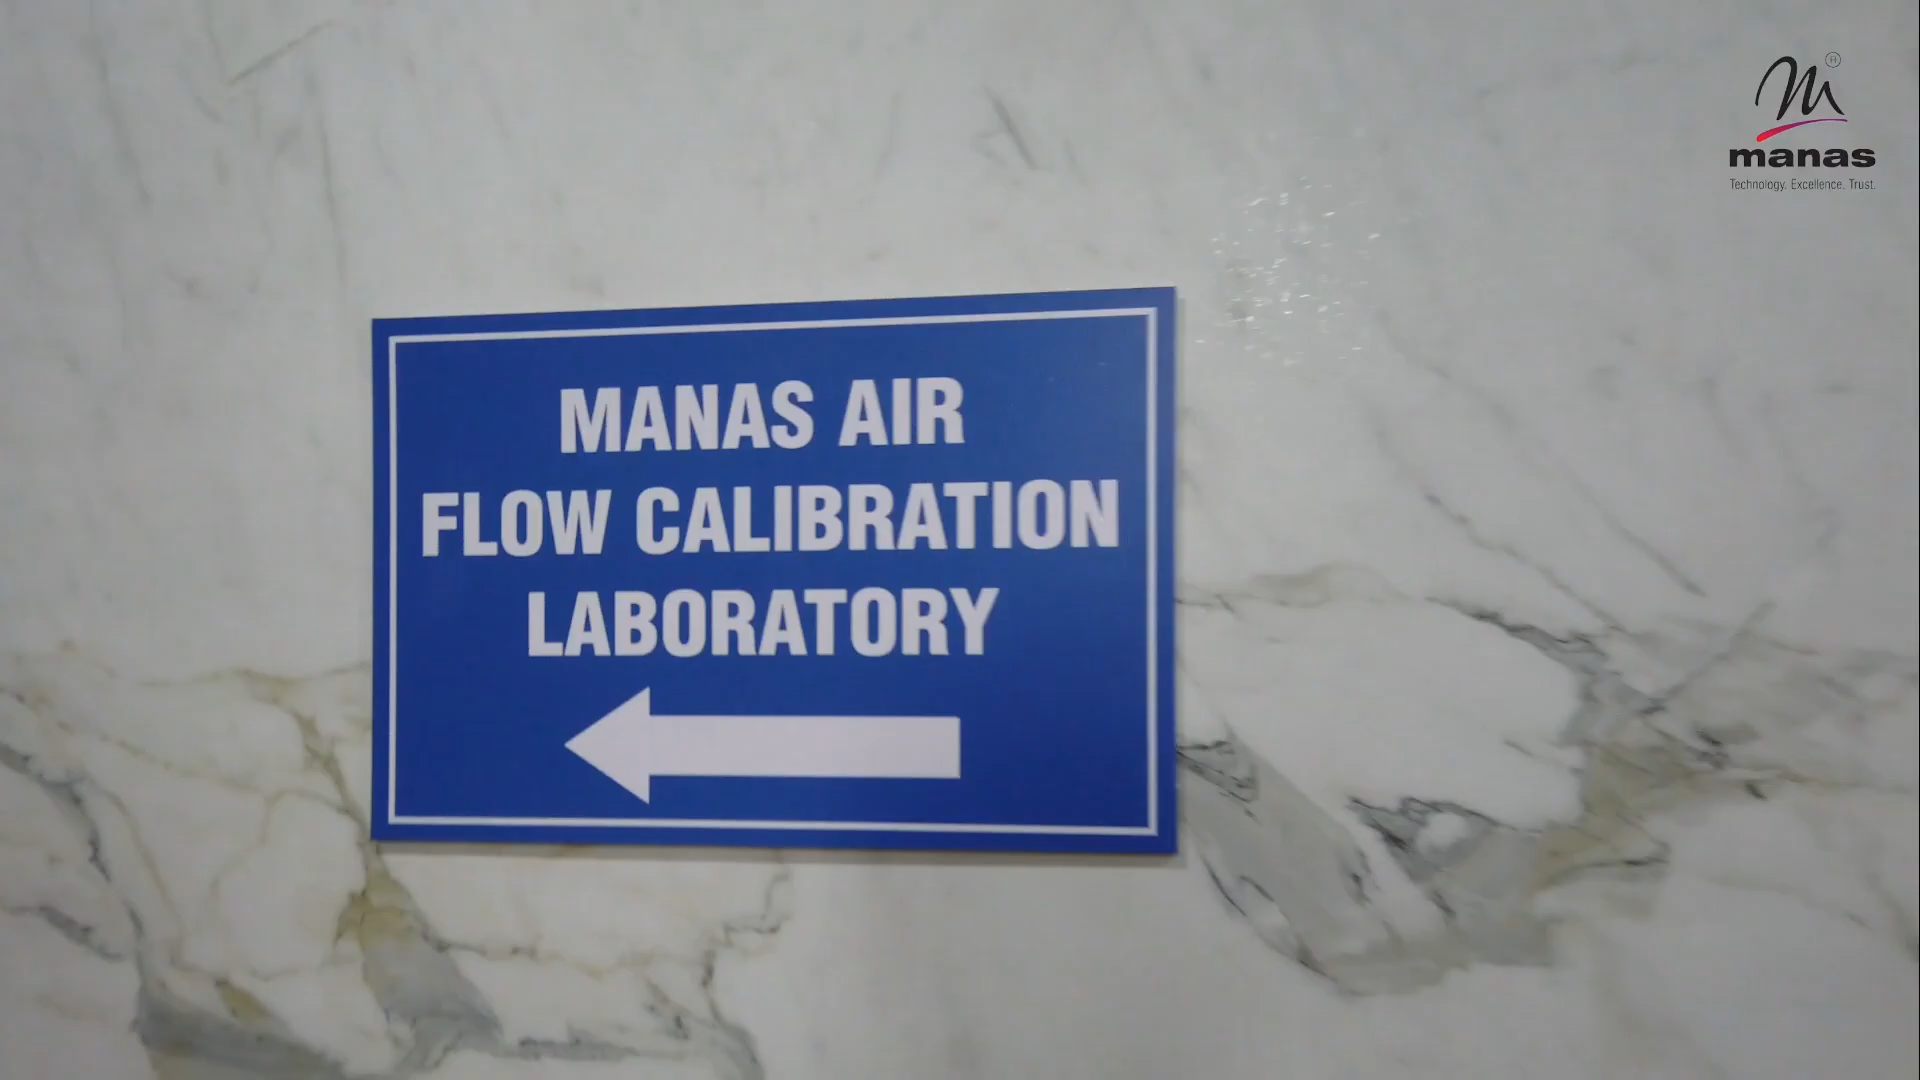 MANAS AIR
FLOW CALIBRATION
LABORATORY
manas
Technology. Excellence. Trust.